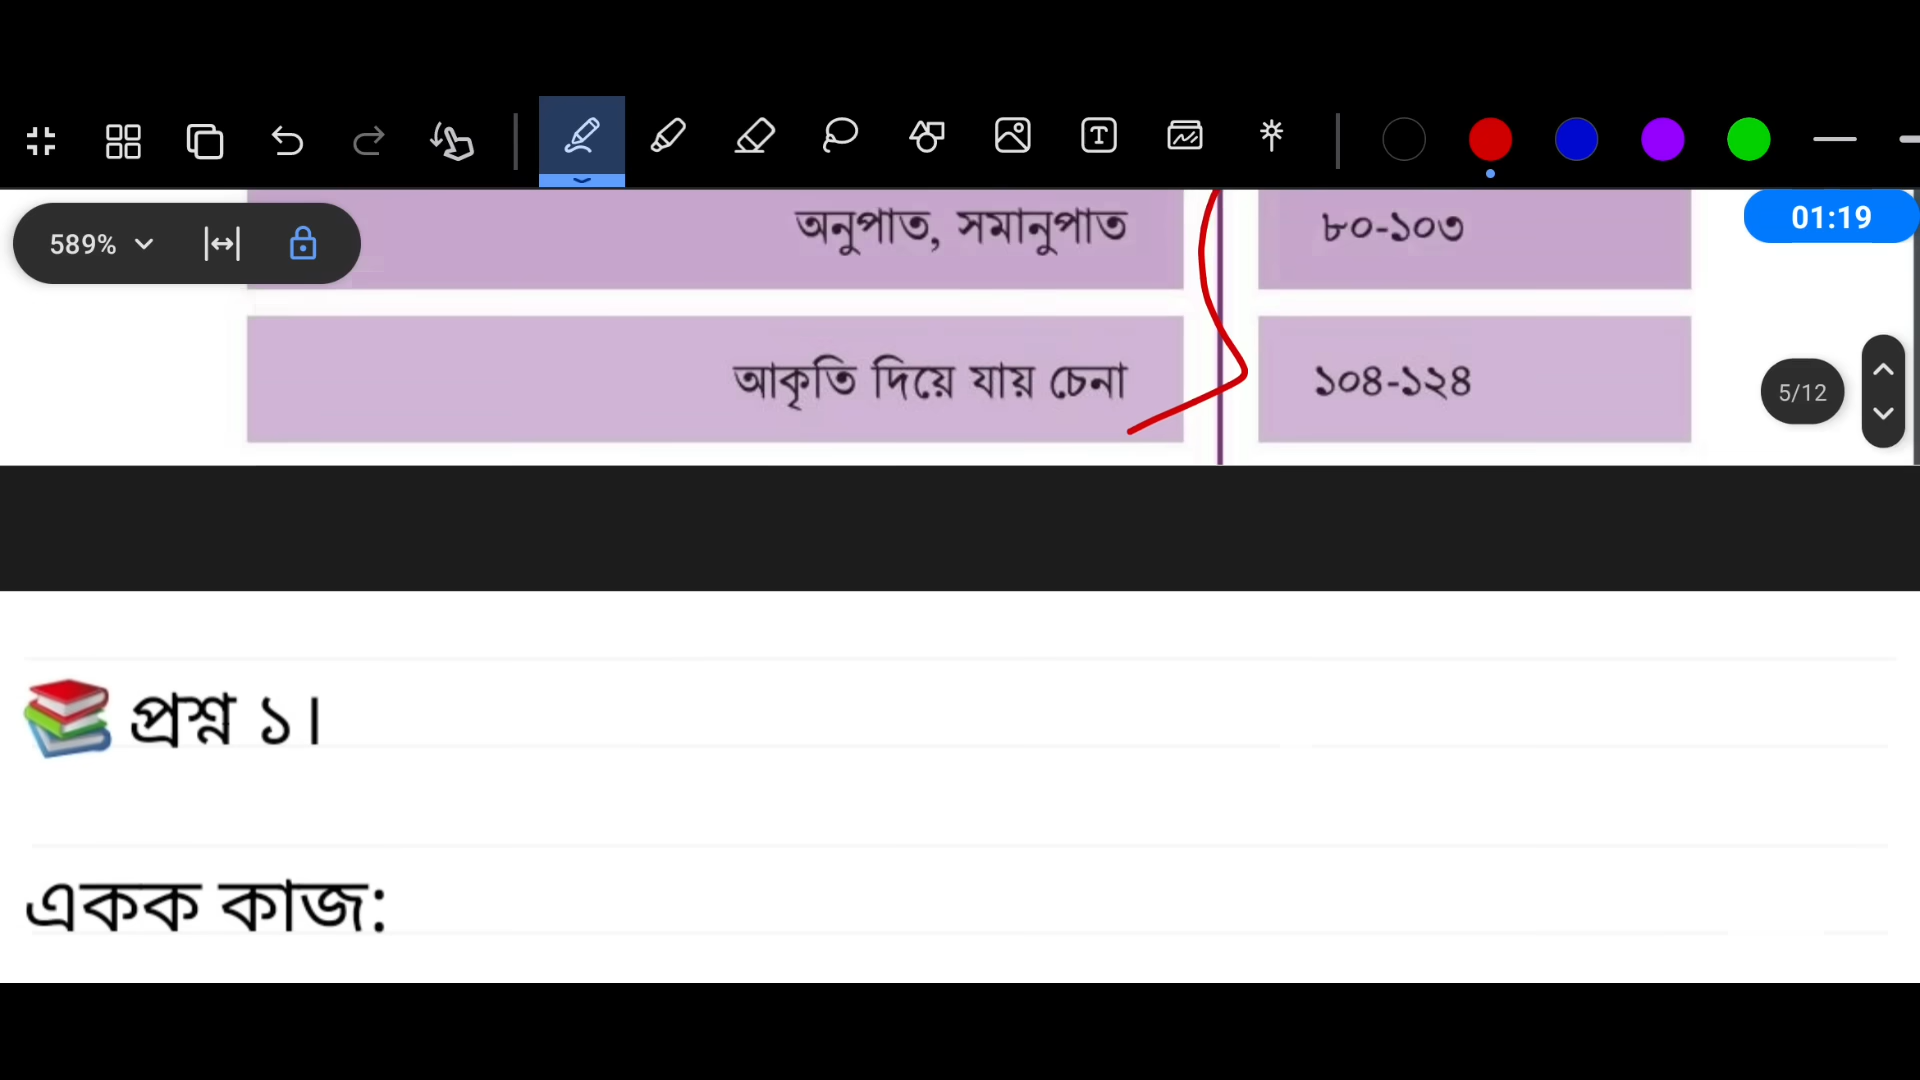 589%
01:19
অনুপাত, সমানুপাত ৮০-১০৩
আকৃতি দিয়ে যায় চেনা ১০৪-১২৪
5/12
প্রশ্ন ১।
একক কাজ: